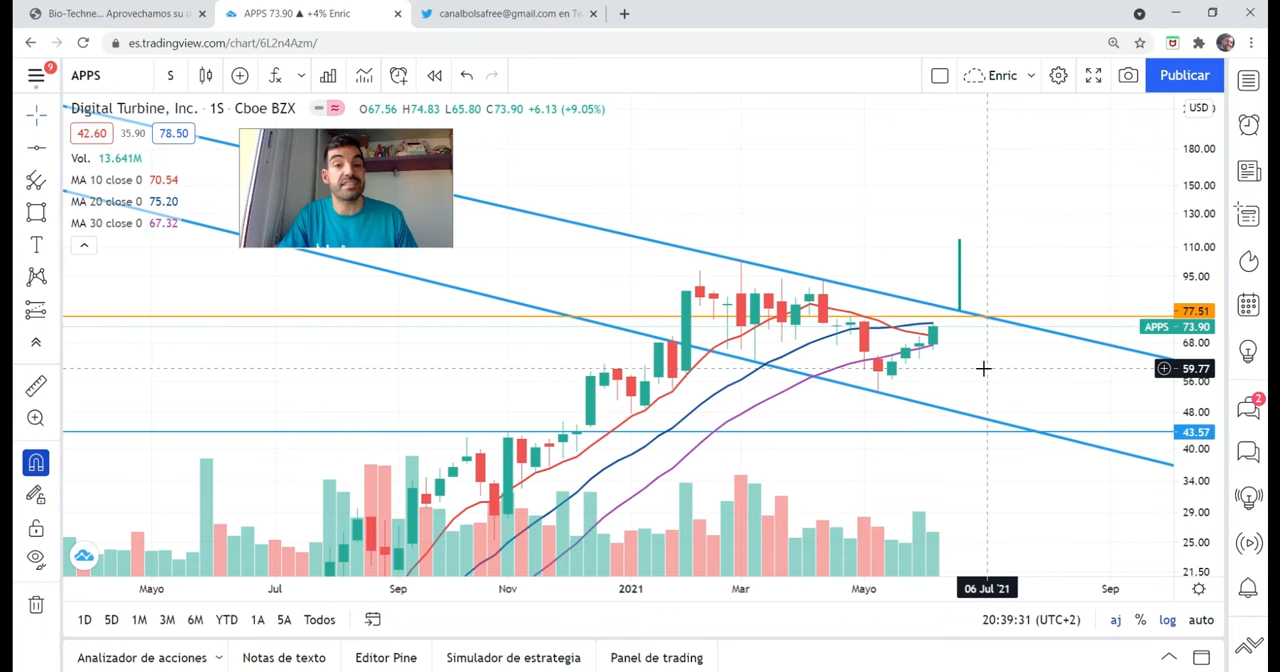 Bio-Techne... Aprovechamos su d
APPS 73.90 ▲ +4% Enric
canalbolsafree@gmail.com en Tw
es.tradingview.com/chart/6L2n4Azm/
9
APPS
S
Enric
Publicar
Digital Turbine, Inc. · 1S · Cboe BZX
O67.56 H74.83 L65.80 C73.90 +6.13 (+9.05%)
USD
42.60 35.90 78.50
Vol. 13.641M
MA 10 close 0 70.54
MA 20 close 0 75.20
MA 30 close 0 67.32
180.00
150.00
130.00
110.00
95.00
77.51
APPS 73.90
68.00
59.77
56.00
48.00
43.57
40.00
34.00
29.00
25.00
21.50
2
Mayo Jul Sep Nov 2021 Mar Mayo 06 Jul '21 Sep
1D 5D 1M 3M 6M YTD 1A 5A Todos
20:39:31 (UTC+2) aj % log auto
Analizador de acciones Notas de texto Editor Pine Simulador de estrategia Panel de trading